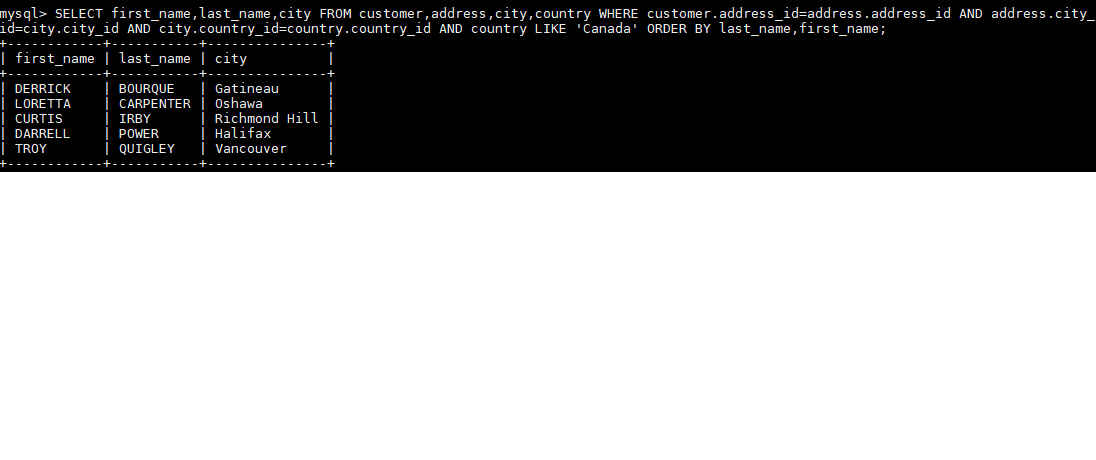 mysql> SELECT first_name,last_name,city FROM customer,address,city,country WHERE customer.address_id=address.address_id AND address.city_
id=city.city_id AND city.country_id=country.country_id AND country LIKE 'Canada' ORDER BY last_name,first_name;
+------------+-----------+---------------+
| first_name | last_name | city          |
+------------+-----------+---------------+
| DERRICK    | BOURQUE   | Gatineau      |
| LORETTA    | CARPENTER | Oshawa        |
| CURTIS     | IRBY      | Richmond Hill |
| DARRELL    | POWER     | Halifax       |
| TROY       | QUIGLEY   | Vancouver     |
+------------+-----------+---------------+